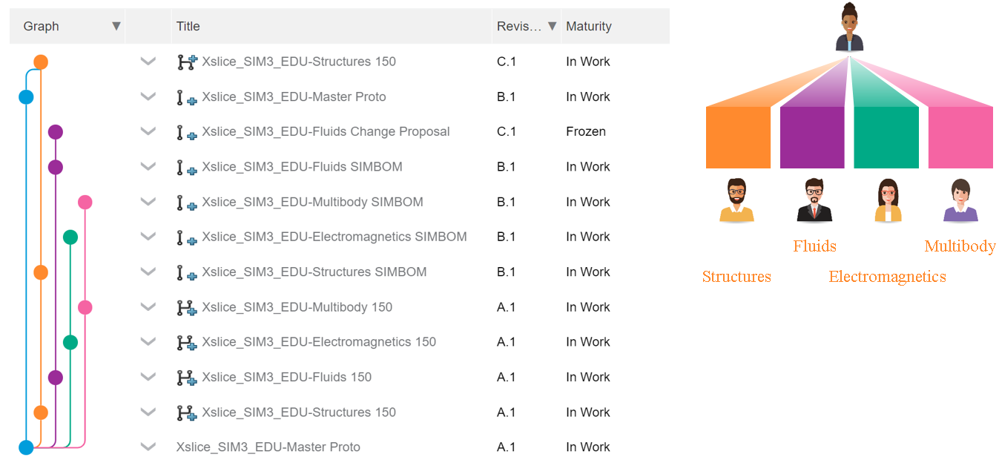 Graph Title Revis... Maturity
Xslice_SIM3_EDU-Structures 150 C.1 In Work
Xslice_SIM3_EDU-Master Proto B.1 In Work
Xslice_SIM3_EDU-Fluids Change Proposal C.1 Frozen
Xslice_SIM3_EDU-Fluids SIMBOM B.1 In Work
Xslice_SIM3_EDU-Multibody SIMBOM B.1 In Work
Xslice_SIM3_EDU-Electromagnetics SIMBOM B.1 In Work
Xslice_SIM3_EDU-Structures SIMBOM B.1 In Work
Xslice_SIM3_EDU-Multibody 150 A.1 In Work
Xslice_SIM3_EDU-Electromagnetics 150 A.1 In Work
Xslice_SIM3_EDU-Fluids 150 A.1 In Work
Xslice_SIM3_EDU-Structures 150 A.1 In Work
Xslice_SIM3_EDU-Master Proto A.1 In Work
Fluids Multibody
Structures Electromagnetics